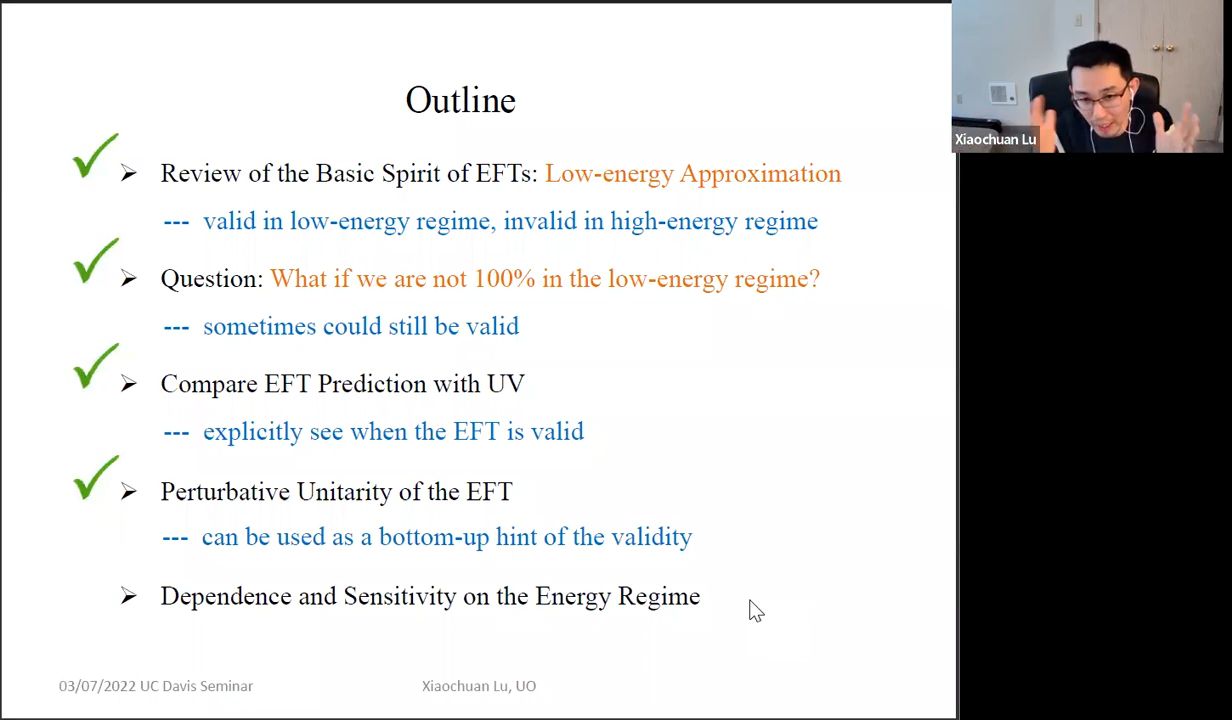 Outline
Xiaochuan Lu
Review of the Basic Spirit of EFTs: Low-energy Approximation
--- valid in low-energy regime, invalid in high-energy regime
Question: What if we are not 100% in the low-energy regime?
--- sometimes could still be valid
Compare EFT Prediction with UV
--- explicitly see when the EFT is valid
Perturbative Unitarity of the EFT
--- can be used as a bottom-up hint of the validity
Dependence and Sensitivity on the Energy Regime
03/07/2022 UC Davis Seminar
Xiaochuan Lu, UO